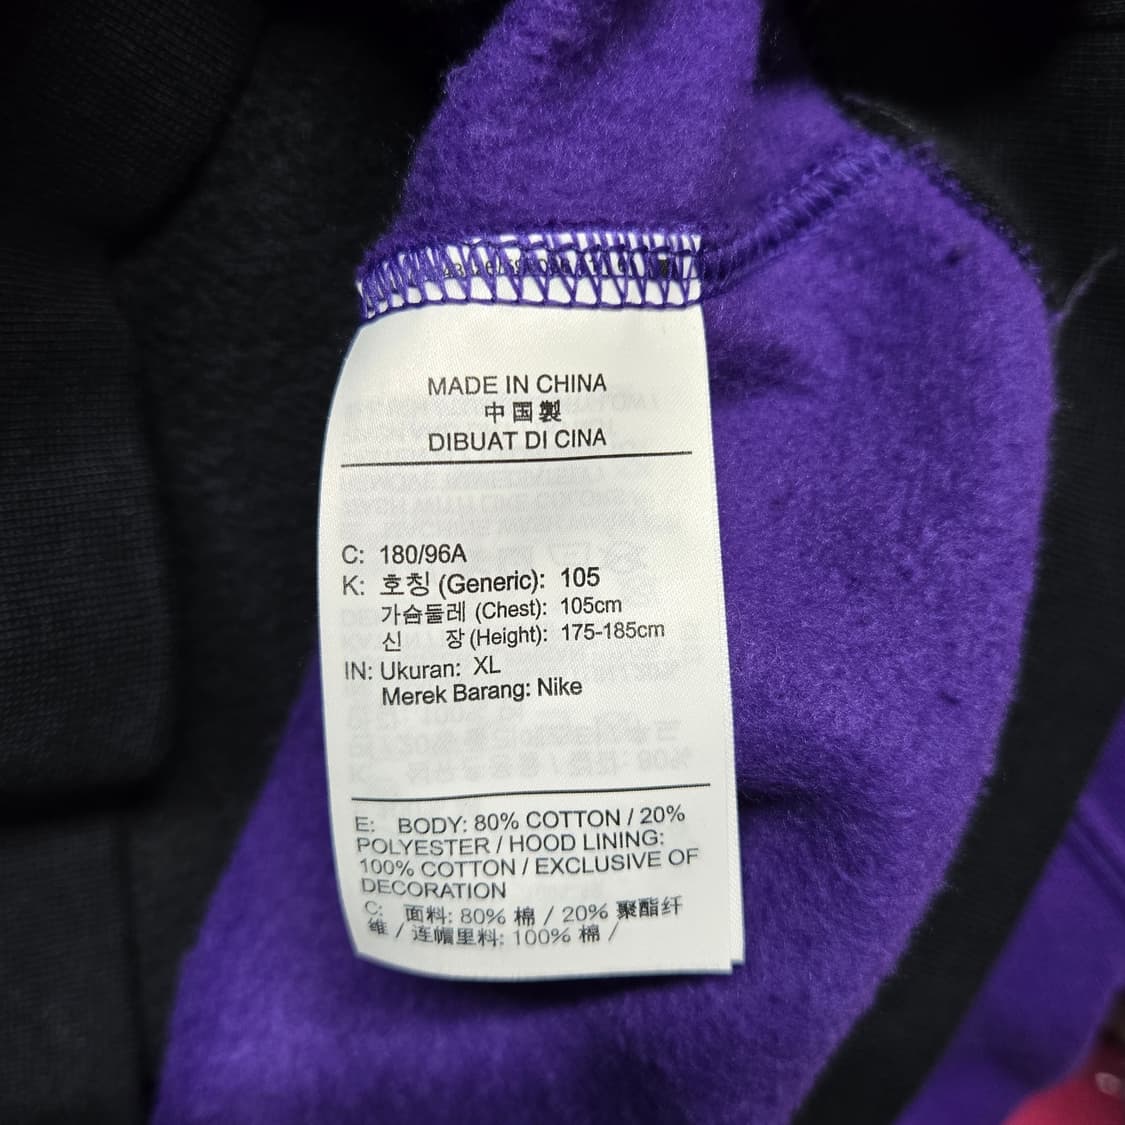 MADE IN CHINA
中国製
DIBUAT DI CINA
C: 180/96A
K: 호칭 (Generic): 105
가슴둘레 (Chest): 105cm
신 장 (Height): 175-185cm
IN: Ukuran: XL
Merek Barang: Nike
E: BODY: 80% COTTON / 20%
POLYESTER / HOOD LINING:
100% COTTON / EXCLUSIVE OF
DECORATION
C: 面料: 80% 棉 / 20% 聚酯纤
维 / 连帽里料: 100% 棉 /